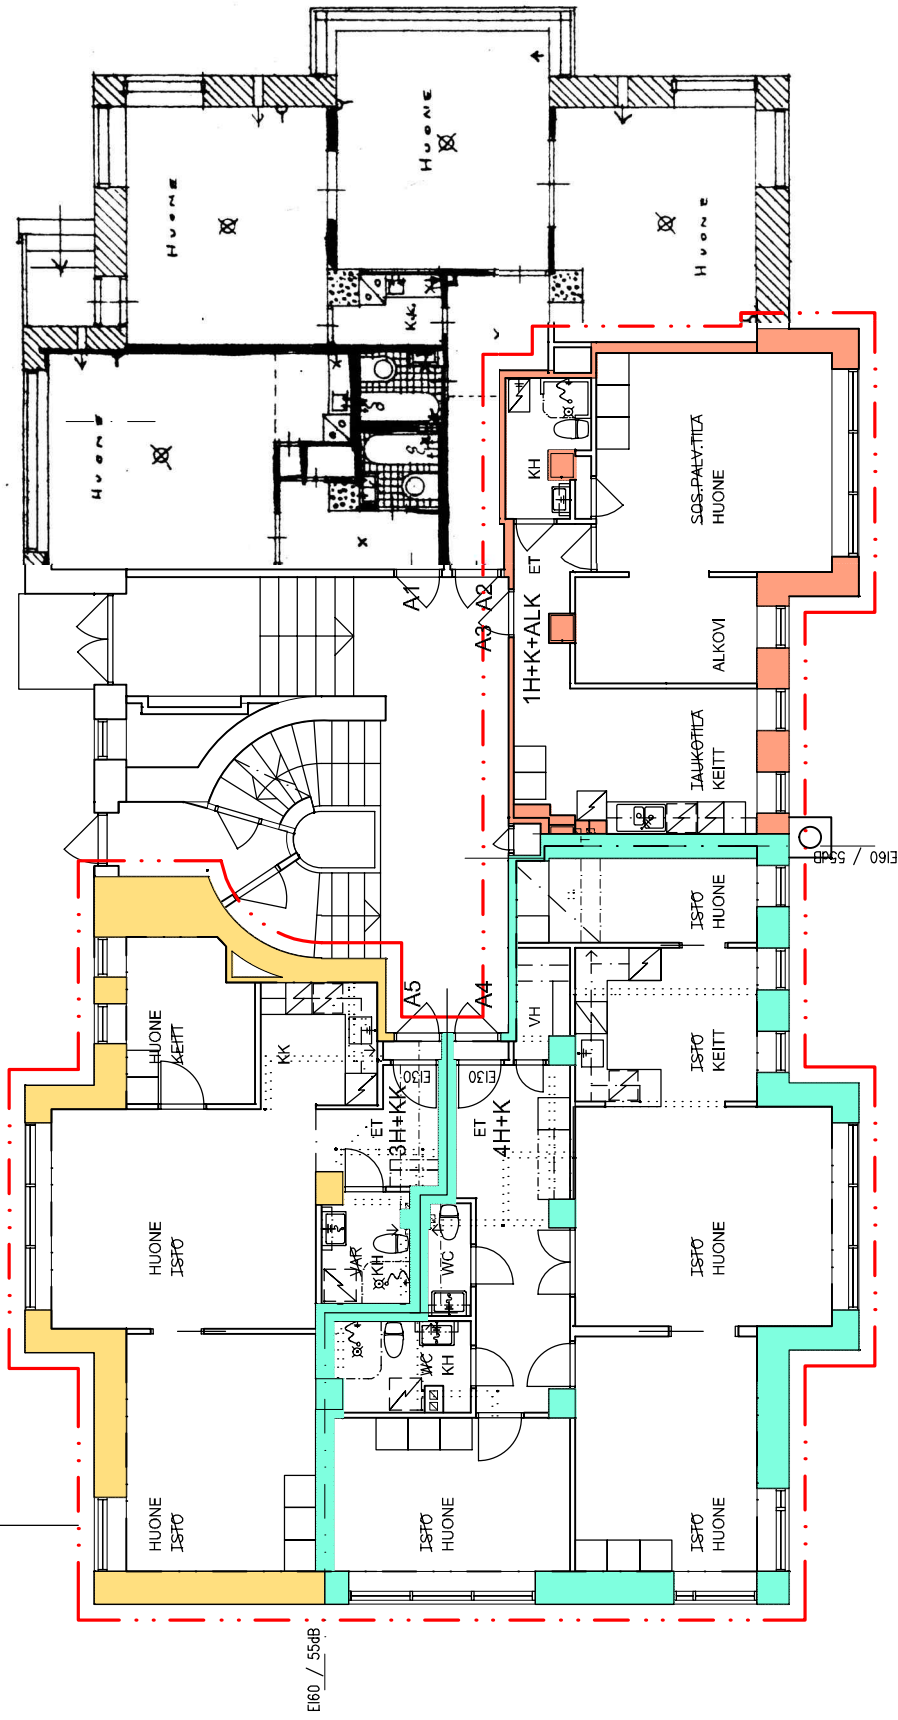 HUONE
HUONE
HUONE
K.K.
HUONE
SOS.PALV.TILA
HUONE
KH
ET
A1
A2
A3
1H+K+ALK
ALKOVI
TAUKOTILA
KEITT
EI60 / 55dB
ISTO
HUONE
A5
A4
VH
HUONE
KEITT
KK
ISTO
KEITT
EI30
EI30
ET
3H+KK
ET
4H+K
HUONE
ISTO
VAR
KH
WC
ISTO
HUONE
WC
KH
HUONE
ISTO
ISTO
HUONE
ISTO
HUONE
EI60 / 55dB